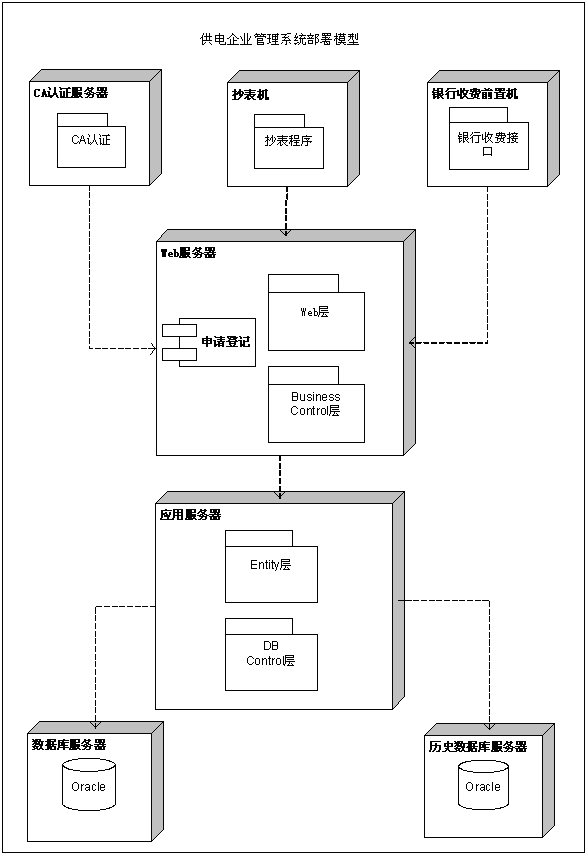 供电企业管理系统部署模型
CA认证服务器
CA认证
抄表机
抄表程序
银行收费前置机
银行收费接
口
Web服务器
申请登记
Web层
Business
Control层
应用服务器
Entity层
DB
Control层
数据库服务器
Oracle
历史数据库服务器
Oracle